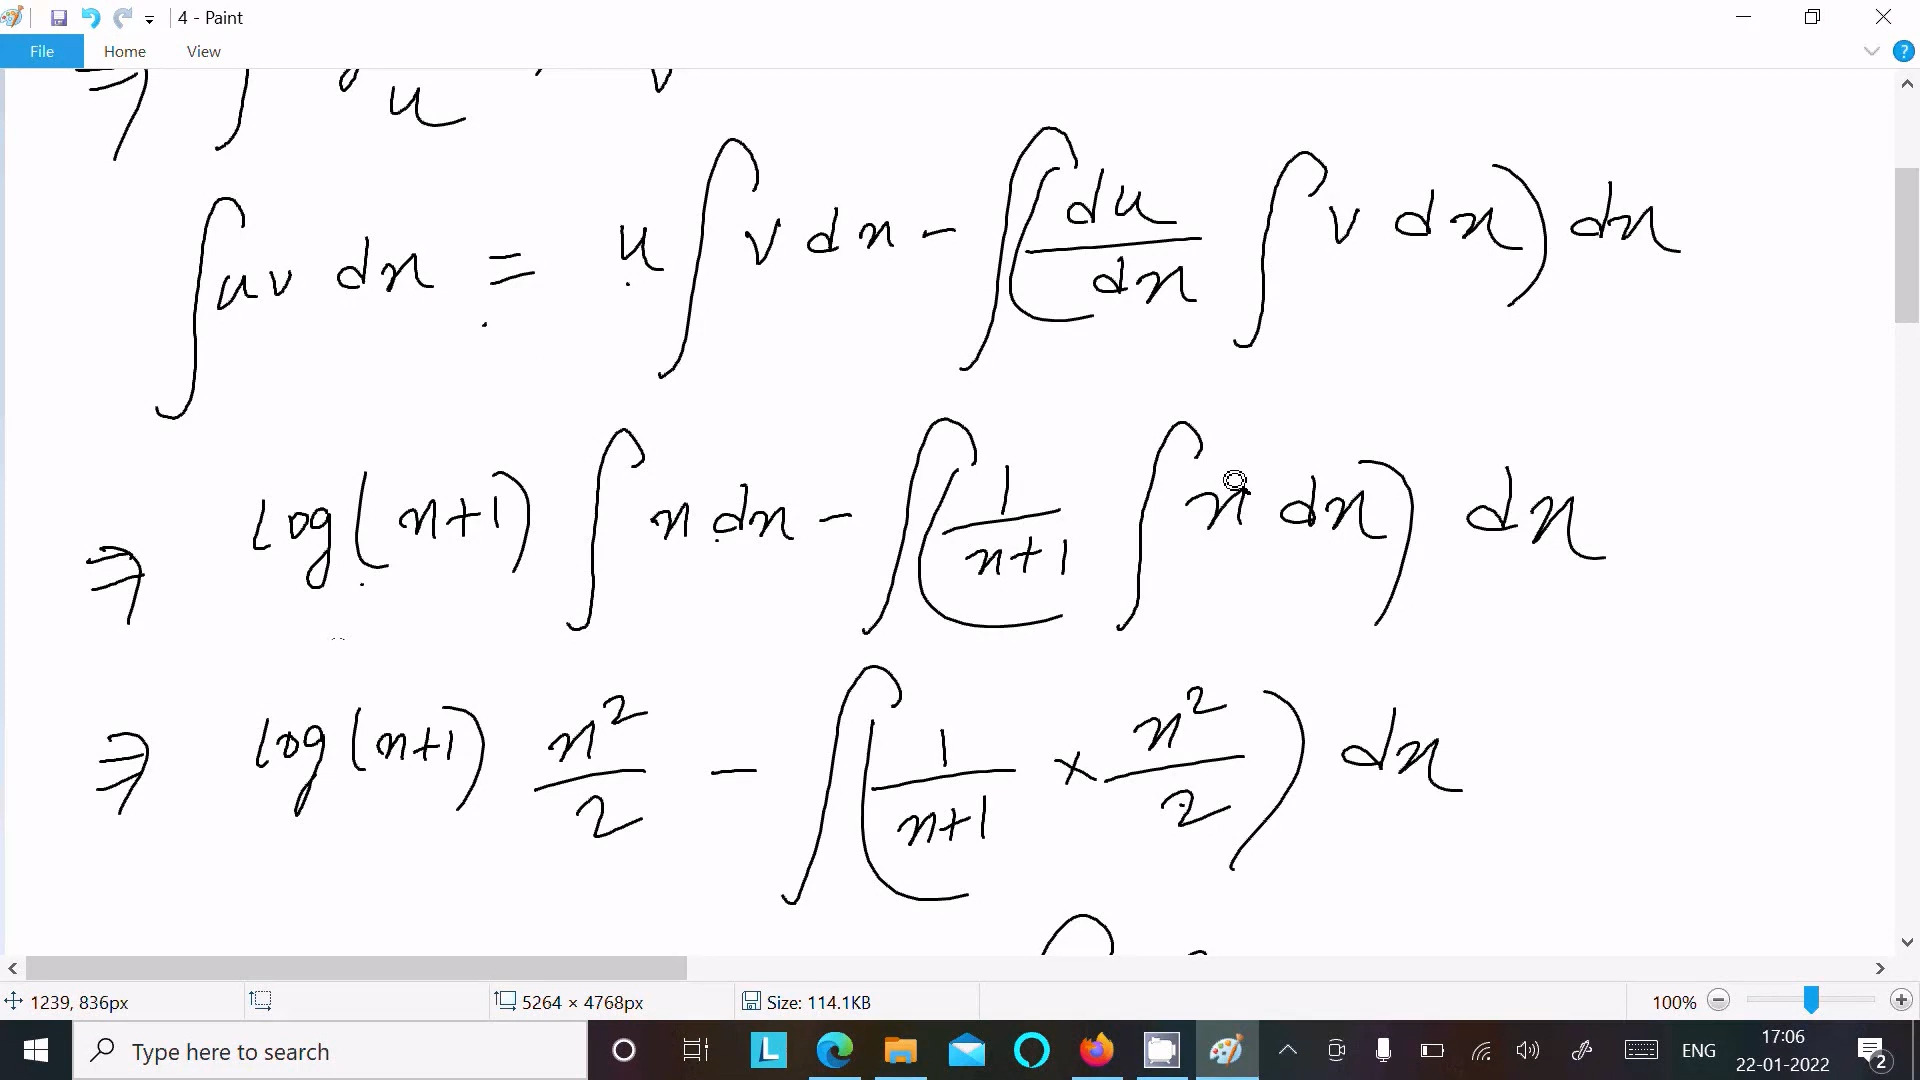 4 - Paint
File Home View
⇒ ∫ u v
∫ uv dx = u ∫ v dx - ∫ (du/dx ∫ v dx) dx
⇒ log(x+1) ∫ x dx - ∫ (1/(x+1) ∫ x dx) dx
⇒ log(x+1) x²/2 - ∫ (1/(x+1) × x²/2) dx
1239, 836px 5264 × 4768px Size: 114.1KB 100%
Type here to search L ENG 17:06
22-01-2022 2